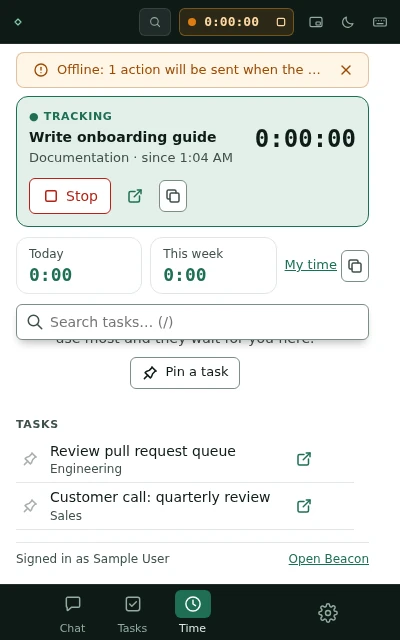 0:00:00
Offline: 1 action will be sent when the ...
TRACKING
Write onboarding guide
0:00:00
Documentation · since 1:04 AM
Stop
Today
0:00
This week
0:00
My time
Search tasks... (/)
use most and they wait for you here.
Pin a task
TASKS
Review pull request queue
Engineering
Customer call: quarterly review
Sales
Signed in as Sample User
Open Beacon
Chat
Tasks
Time